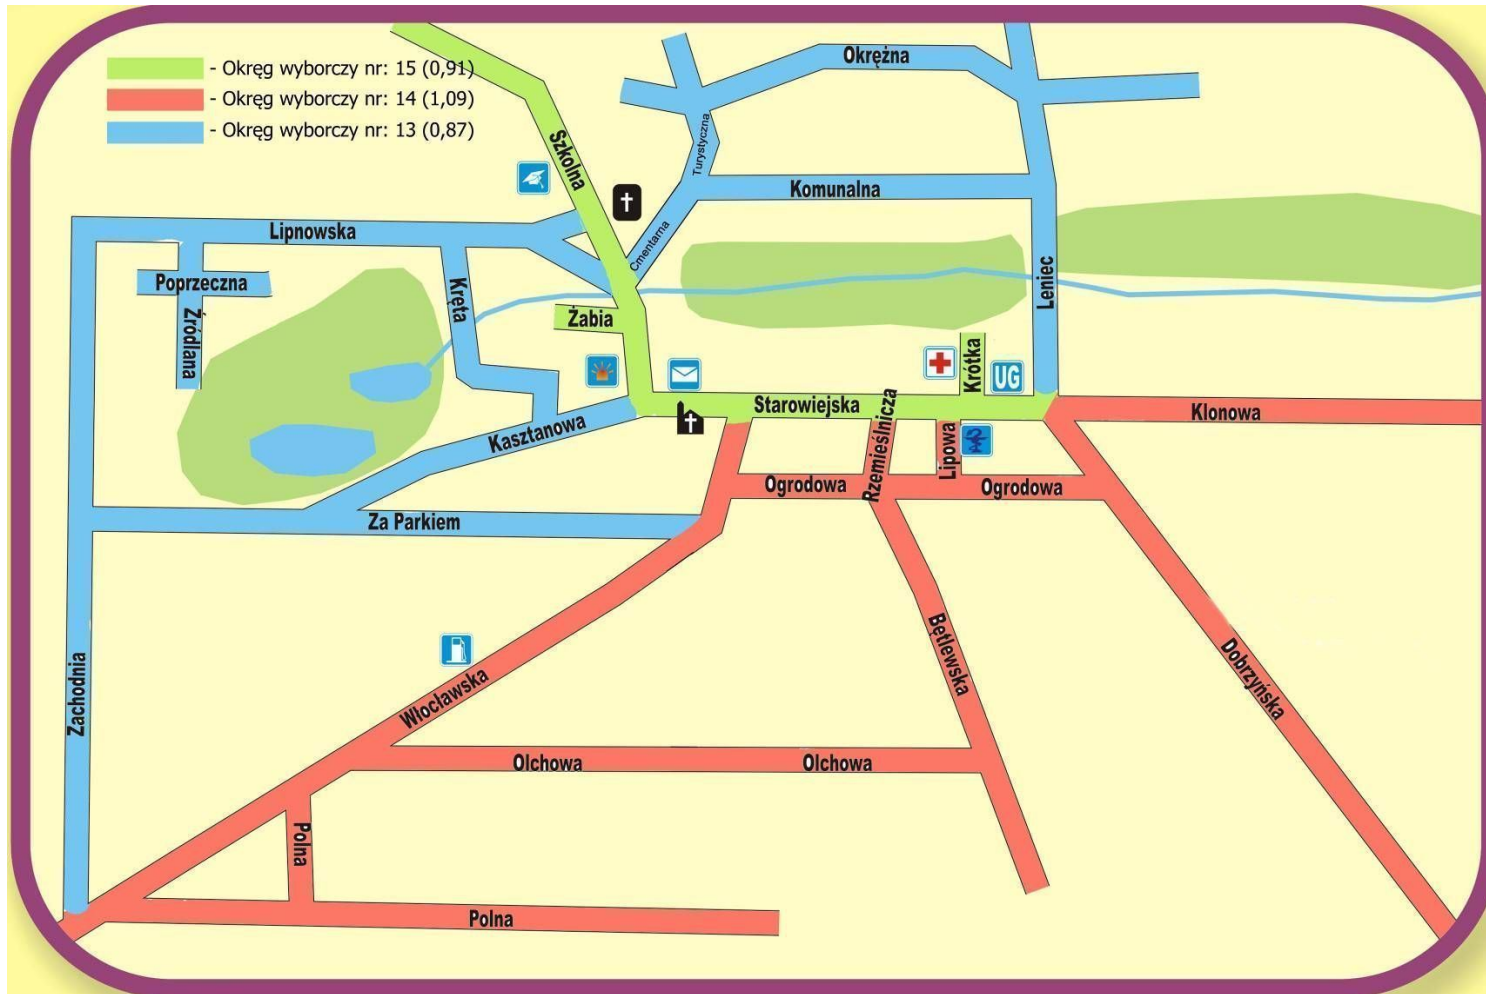 - Okręg wyborczy nr: 15 (0,91)
- Okręg wyborczy nr: 14 (1,09)
- Okręg wyborczy nr: 13 (0,87)
Okrężna
Turystyczna
Szkolna
Komunalna
Lipnowska
Cmentarna
Poprzeczna
Kręta
Leniec
Źródlana
Żabia
Krótka
UG
Starowiejska
Klonowa
Kasztanowa
Rzemieślnicza
Lipowa
Ogrodowa
Ogrodowa
Za Parkiem
Bętlewska
Dobrzyńska
Zachodnia
Włocławska
Olchowa
Olchowa
Polna
Polna